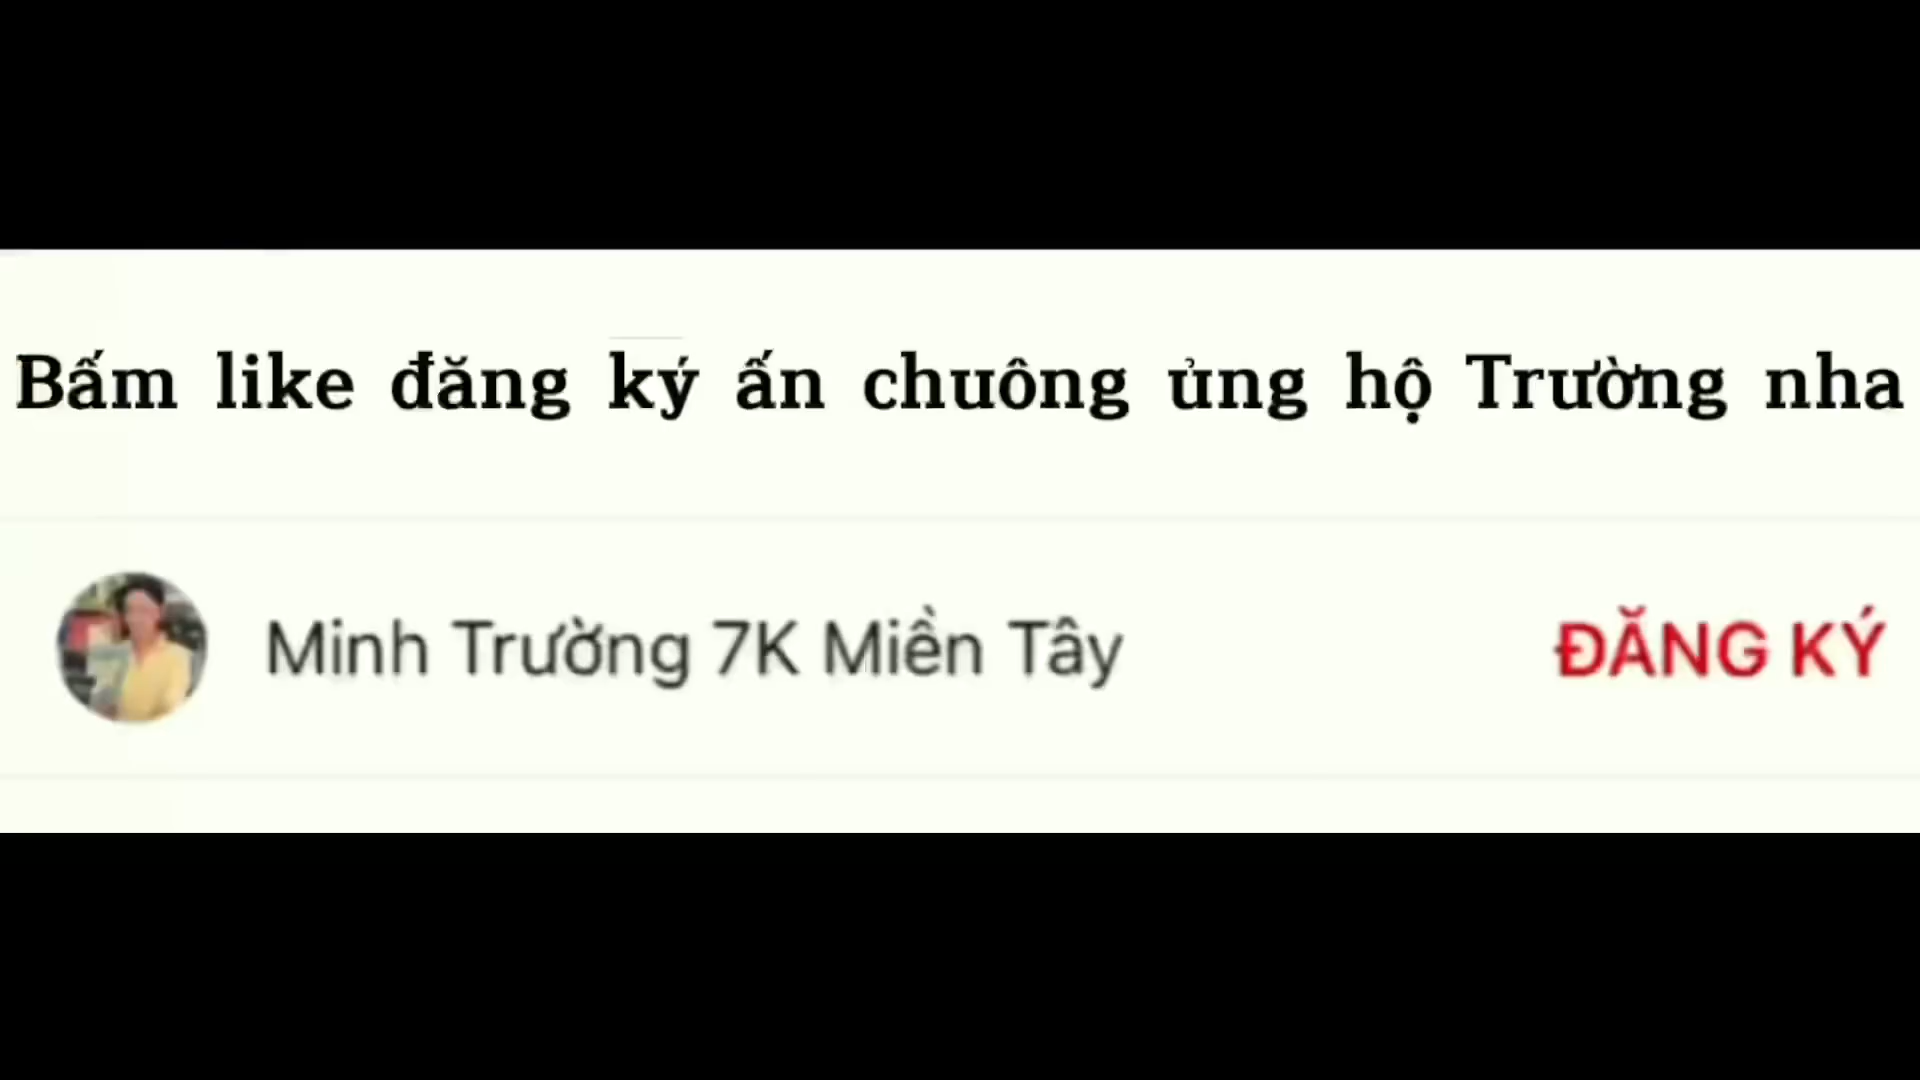 Bấm like đăng ký ấn chuông ủng hộ Trường nha
Minh Trường 7K Miền Tây
ĐĂNG KÝ